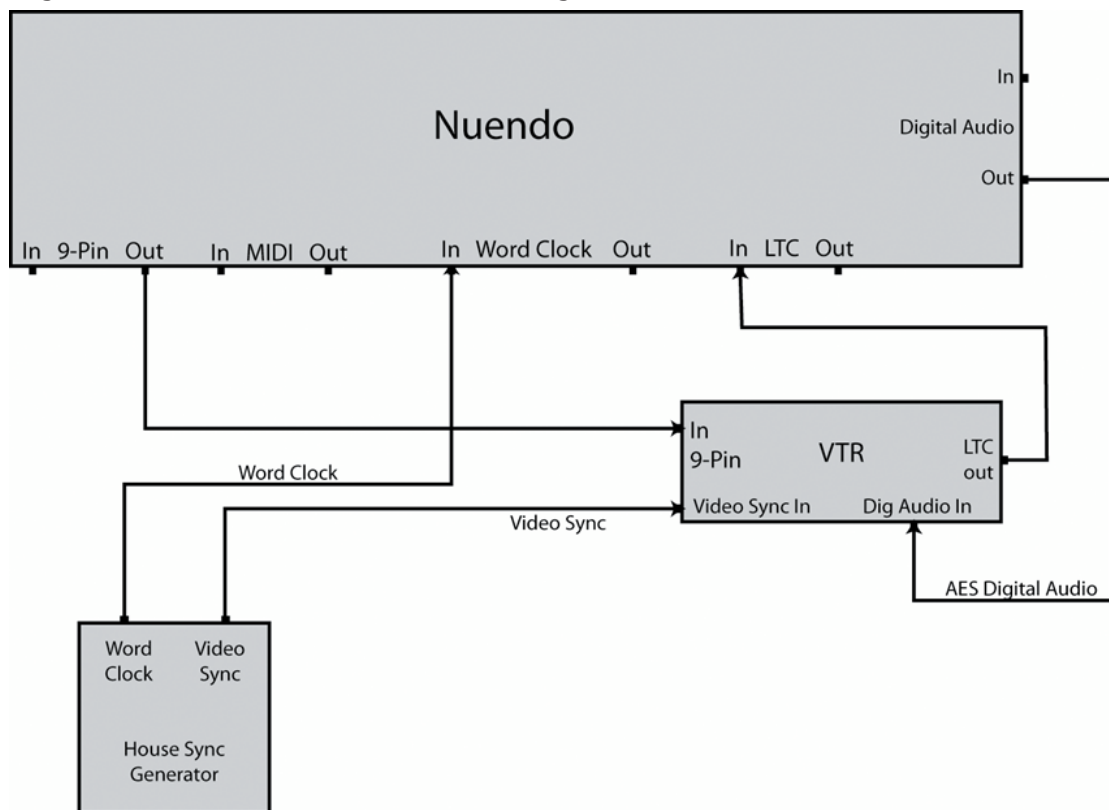 Nuendo
In
Digital Audio
Out
In 9-Pin Out In MIDI Out In Word Clock Out In LTC Out
In
9-Pin
VTR
LTC
out
Word Clock
Video Sync In Dig Audio In
Video Sync
AES Digital Audio
Word
Clock
Video
Sync
House Sync
Generator